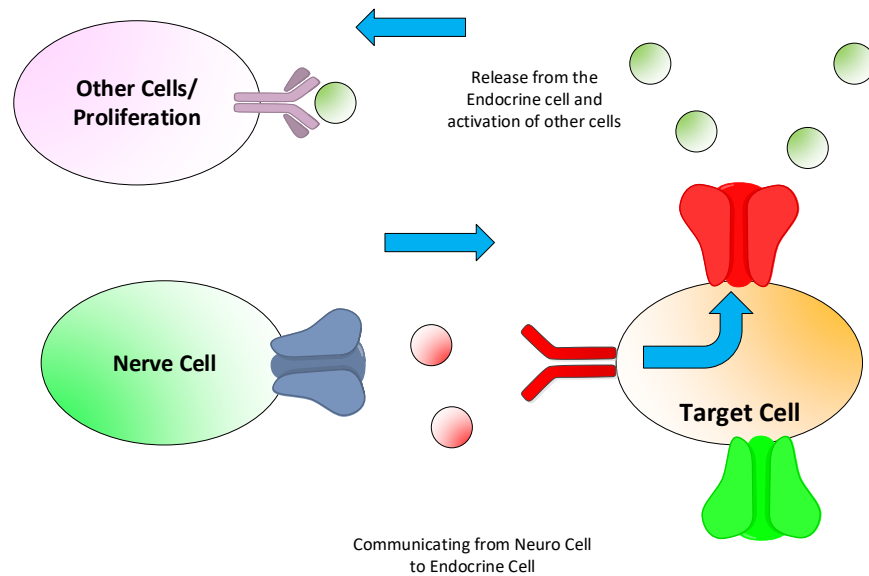 Other Cells/
Proliferation
Release from the
Endocrine cell and
activation of other cells
Nerve Cell
Target Cell
Communicating from Neuro Cell
to Endocrine Cell